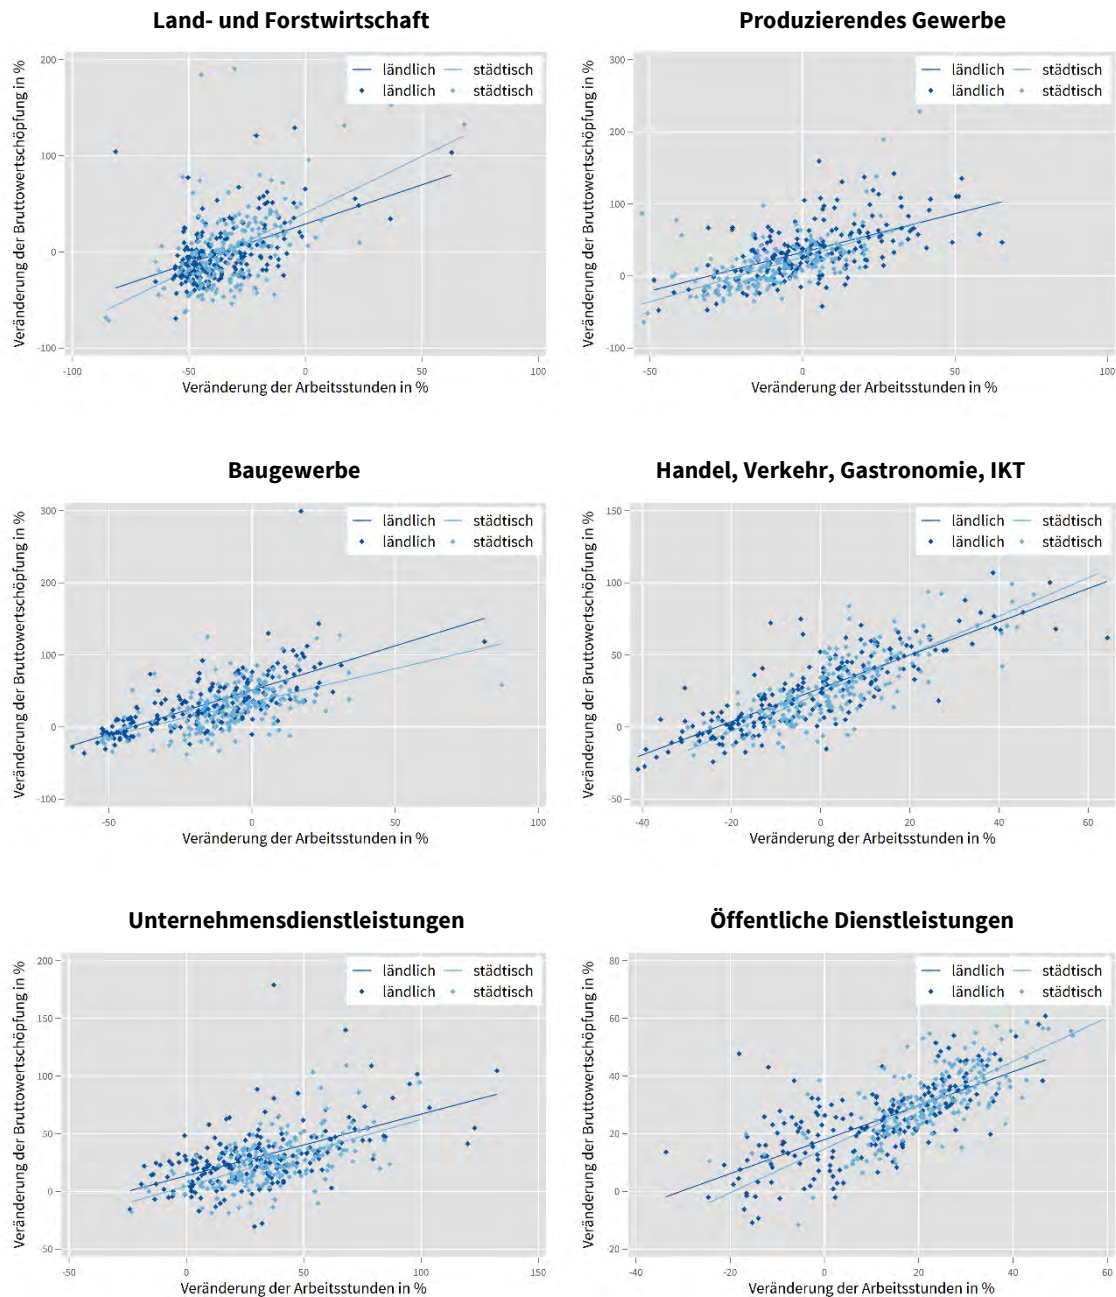 Land- und Forstwirtschaft
Veränderung der Bruttowertschöpfung in %
200
100
0
-100
-100 -50 0 50 100
Veränderung der Arbeitsstunden in %
ländlich städtisch
ländlich städtisch
Produzierendes Gewerbe
Veränderung der Bruttowertschöpfung in %
300
200
100
0
-100
-50 0 50 100
Veränderung der Arbeitsstunden in %
ländlich städtisch
ländlich städtisch
Baugewerbe
Veränderung der Bruttowertschöpfung in %
300
200
100
0
-100
-50 0 50 100
Veränderung der Arbeitsstunden in %
ländlich städtisch
ländlich städtisch
Handel, Verkehr, Gastronomie, IKT
Veränderung der Bruttowertschöpfung in %
150
100
50
0
-50
-40 -20 0 20 40 60
Veränderung der Arbeitsstunden in %
ländlich städtisch
ländlich städtisch
Unternehmensdienstleistungen
Veränderung der Bruttowertschöpfung in %
200
150
100
50
0
-50
-50 0 50 100 150
Veränderung der Arbeitsstunden in %
ländlich städtisch
ländlich städtisch
Öffentliche Dienstleistungen
Veränderung der Bruttowertschöpfung in %
80
60
40
20
0
-20
-40 -20 0 20 40 60
Veränderung der Arbeitsstunden in %
ländlich städtisch
ländlich städtisch